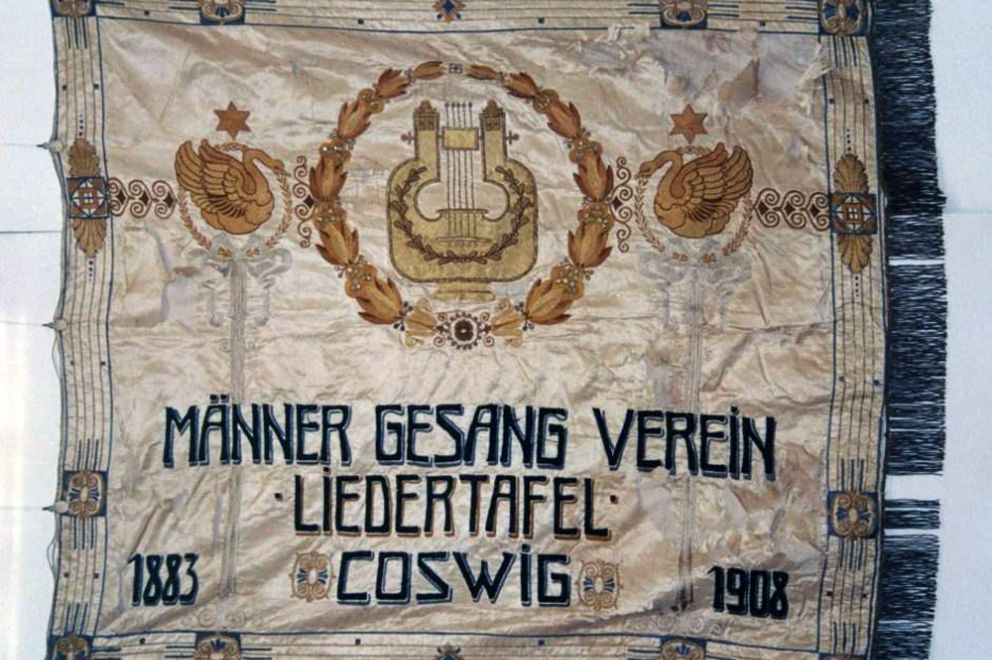 MÄNNER GESANG VEREiN
·LiEDERTAFEL·
1883 COSWiG 1908